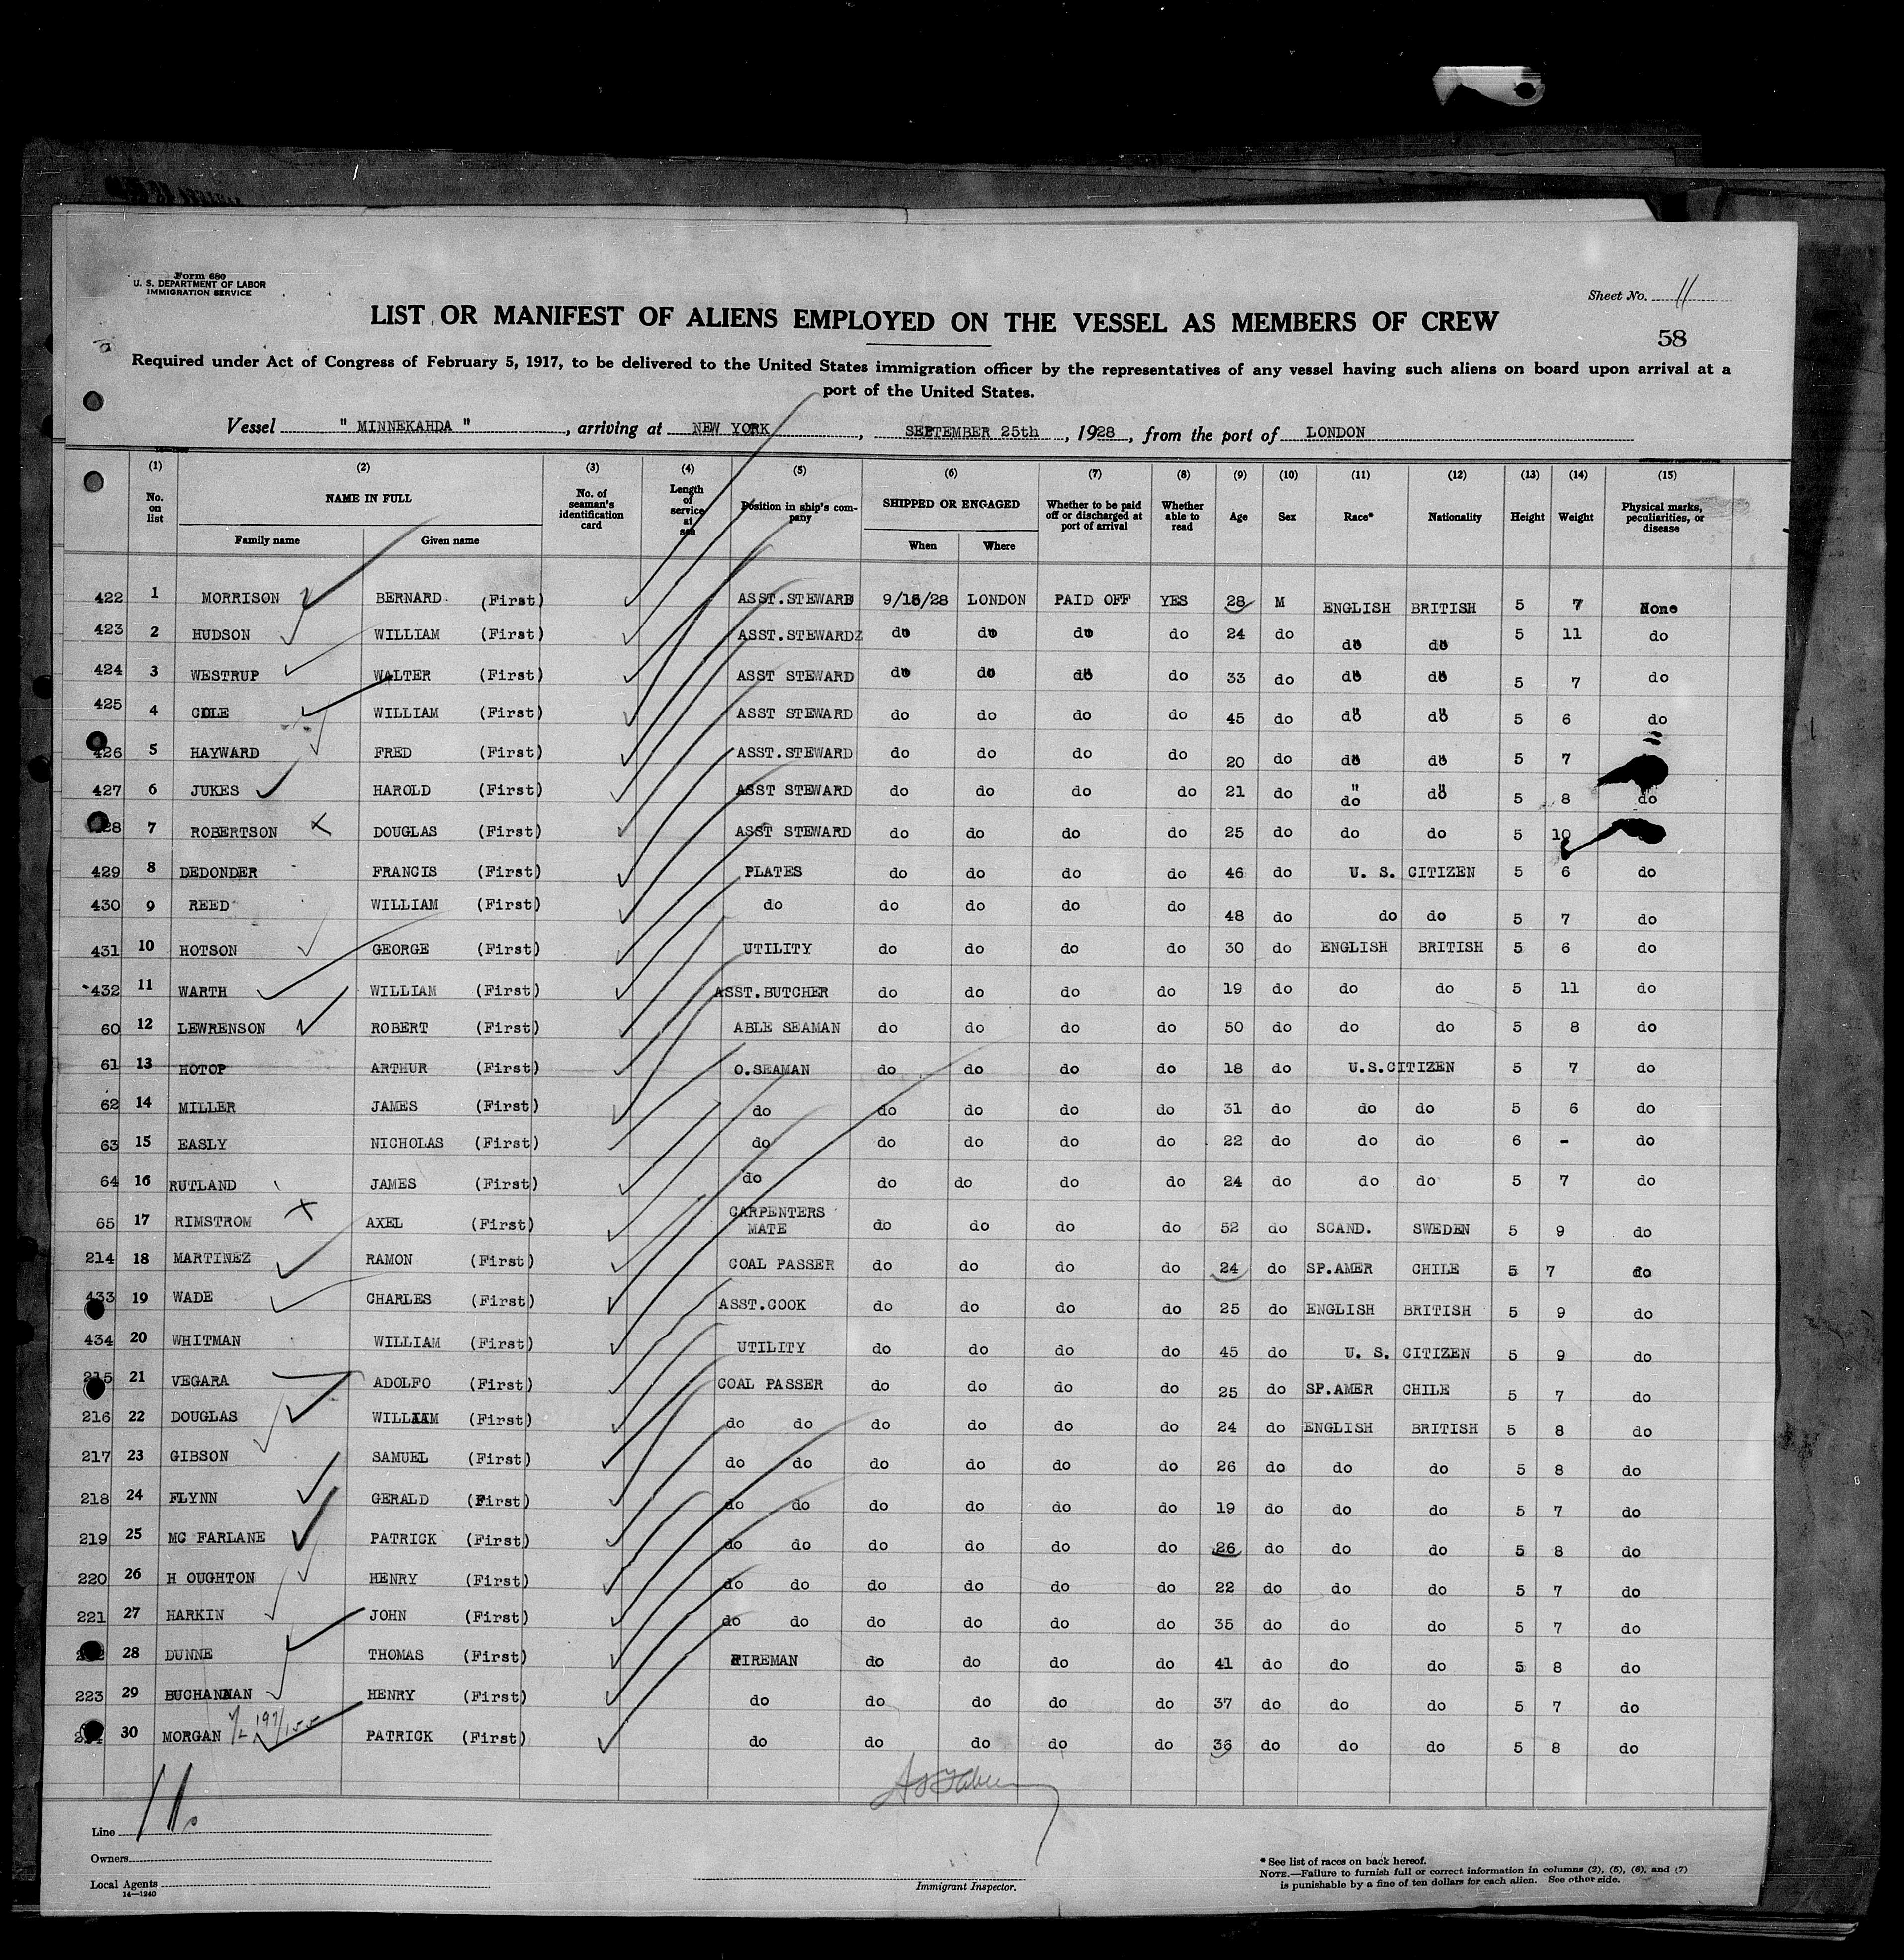 Form 680
U. S. DEPARTMENT OF LABOR
IMMIGRATION SERVICE
Sheet No. 11
58
LIST OR MANIFEST OF ALIENS EMPLOYED ON THE VESSEL AS MEMBERS OF CREW
Required under Act of Congress of February 5, 1917, to be delivered to the United States immigration officer by the representatives of any vessel having such aliens on board upon arrival at a
port of the United States.
Vessel " MINNEKAHDA ", arriving at NEW YORK, SEPTEMBER 25th, 1928, from the port of LONDON
(1) (2) (3) (4) (5) (6) (7) (8) (9) (10) (11) (12) (13) (14) (15)
No. on list NAME IN FULL Family name Given name No. of seaman's identification card Length of service at sea Position in ship's company SHIPPED OR ENGAGED When Where Whether to be paid off or discharged at port of arrival Whether able to read Age Sex Race* Nationality Height Weight Physical marks, peculiarities, or disease
422 1 MORRISON BERNARD (First) ASST.STEWARD 9/15/28 LONDON PAID OFF YES 28 M ENGLISH BRITISH 5 7 None
423 2 HUDSON WILLIAM (First) ASST.STEWARDZ do do do do 24 do do do 5 11 do
424 3 WESTRUP WALTER (First) ASST STEWARD do do do do 33 do do do 5 7 do
425 4 COLE WILLIAM (First) ASST STEWARD do do do do 45 do do do 5 6 do
426 5 HAYWARD FRED (First) ASST.STEWARD do do do do 20 do do do 5 7
427 6 JUKES HAROLD (First) ASST STEWARD do do do do 21 do do do 5 8 do
428 7 ROBERTSON DOUGLAS (First) ASST STEWARD do do do do 25 do do do 5 10
429 8 DEDONDER FRANCIS (First) PLATES do do do do 46 do U. S. CITIZEN 5 6 do
430 9 REED WILLIAM (First) do do do do do 48 do do do 5 7 do
431 10 HOTSON GEORGE (First) UTILITY do do do do 30 do ENGLISH BRITISH 5 6 do
432 11 WARTH WILLIAM (First) ASST.BUTCHER do do do do 19 do do do 5 11 do
60 12 LEWRENSON ROBERT (First) ABLE SEAMAN do do do do 50 do do do 5 8 do
61 13 HOTOP ARTHUR (First) O.SEAMAN do do do do 18 do U.S.CITIZEN 5 7 do
62 14 MILLER JAMES (First) do do do do do 31 do do do 5 6 do
63 15 EASLY NICHOLAS (First) do do do do do 22 do do do 6 - do
64 16 RUTLAND JAMES (First) do do do do do 24 do do do 5 7 do
65 17 RIMSTROM AXEL (First) CARPENTERS MATE do do do do 52 do SCAND. SWEDEN 5 9 do
214 18 MARTINEZ RAMON (First) COAL PASSER do do do do 24 do SP.AMER CHILE 5 7 do
433 19 WADE CHARLES (First) ASST.COOK do do do do 25 do ENGLISH BRITISH 5 9 do
434 20 WHITMAN WILLIAM (First) UTILITY do do do do 45 do U. S. CITIZEN 5 9 do
215 21 VEGARA ADOLFO (First) COAL PASSER do do do do 25 do SP.AMER CHILE 5 7 do
216 22 DOUGLAS WILLIAM (First) do do do do do do 24 do ENGLISH BRITISH 5 8 do
217 23 GIBSON SAMUEL (First) do do do do do do 26 do do do 5 8 do
218 24 FLYNN GERALD (First) do do do do do do 19 do do do 5 7 do
219 25 MC FARLANE PATRICK (First) do do do do do do 26 do do do 5 8 do
220 26 H OUGHTON HENRY (First) do do do do do do 22 do do do 5 7 do
221 27 HARKIN JOHN (First) do do do do do do 35 do do do 5 7 do
28 DUNNE THOMAS (First) FIREMAN do do do do 41 do do do 5 8 do
223 29 BUCHANNAN HENRY (First) do do do do do 37 do do do 5 7 do
30 MORGAN PATRICK (First) do do do do do 36 do do do 5 8 do
Line
Owners
Local Agents
14—1240
Immigrant Inspector.
* See list of races on back hereof.
NOTE.—Failure to furnish full or correct information in columns (2), (5), (6), and (7)
is punishable by a fine of ten dollars for each alien. See other side.